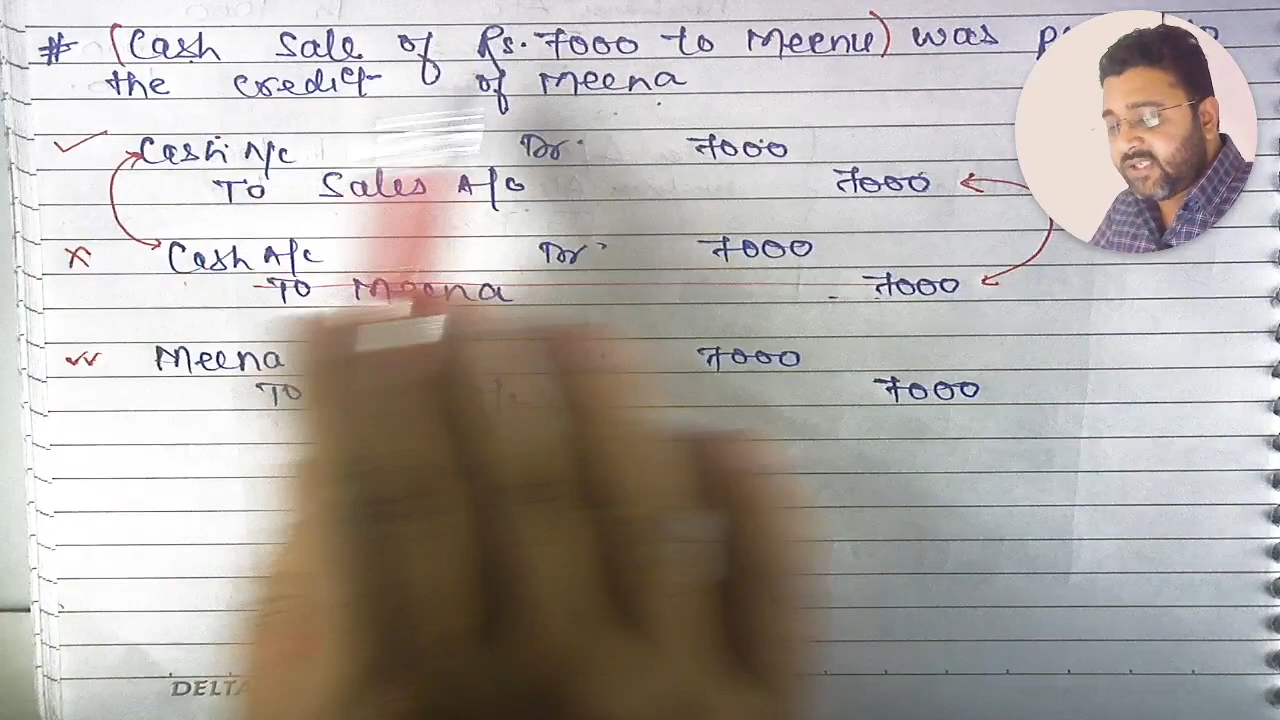 # (Cash Sale of Rs. 7000 to Meenu) was
the credit of Meena
✓ Cash A/c Dr. 7000
To Sales A/c 7000
× Cash A/c Dr. 7000
To Meena 7000
✓✓ Meena 7000
To 7000
DELTA